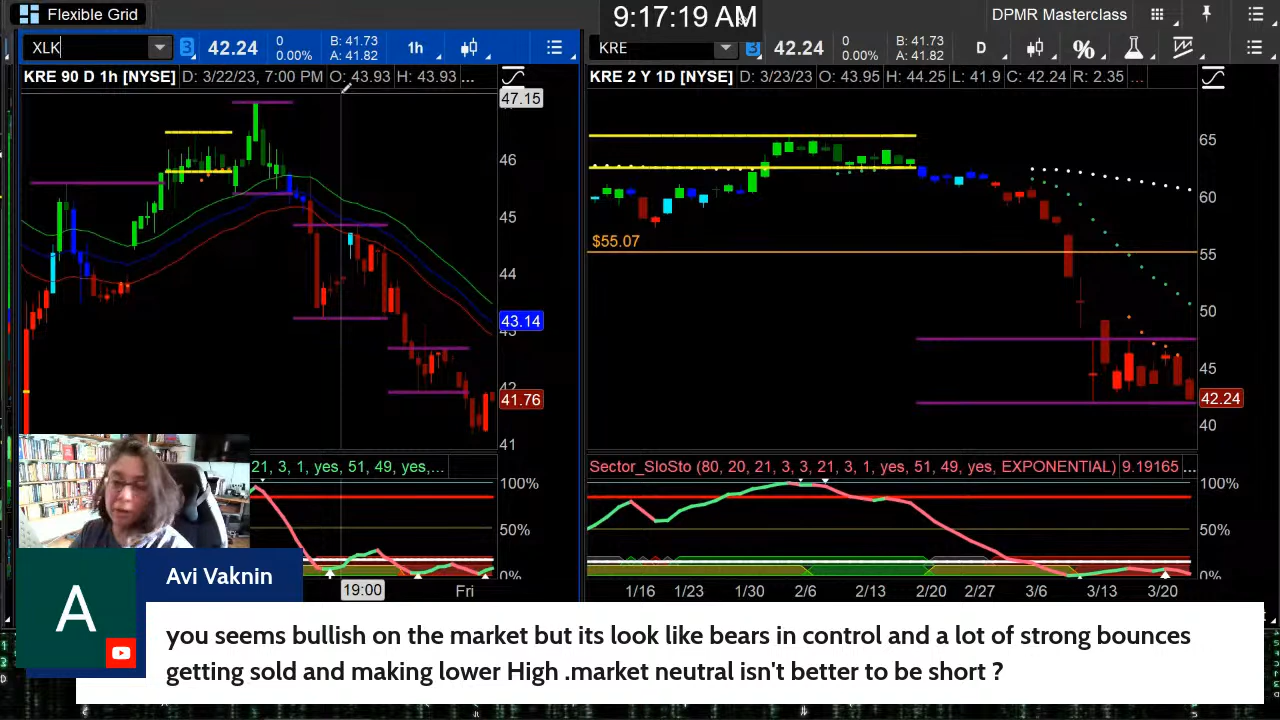 Flexible Grid
9:17:19 AM
DPMR Masterclass
XLK
3
42.24
0
0.00%
B: 41.73
A: 41.82
1h
KRE
3
42.24
0
0.00%
B: 41.73
A: 41.82
D
%
KRE 90 D 1h [NYSE] D: 3/22/23, 7:00 PM O: 43.93 H: 43.93 ...
KRE 2 Y 1D [NYSE] D: 3/23/23 O: 43.95 H: 44.25 L: 41.9 C: 42.24 R: 2.35 ...
47.15
46
45
44
43.14
42
41.76
41
65
60
$55.07
55
50
45
42.24
40
21, 3, 1, yes, 51, 49, yes,...
Sector_SloSto (80, 20, 21, 3, 3, 21, 3, 1, yes, 51, 49, yes, EXPONENTIAL) 9.19165 ...
100%
50%
0%
100%
50%
0%
19:00
Fri
1/16 1/23 1/30 2/6 2/13 2/20 2/27 3/6 3/13 3/20
A
Avi Vaknin
you seems bullish on the market but its look like bears in control and a lot of strong bounces
getting sold and making lower High .market neutral isn't better to be short ?